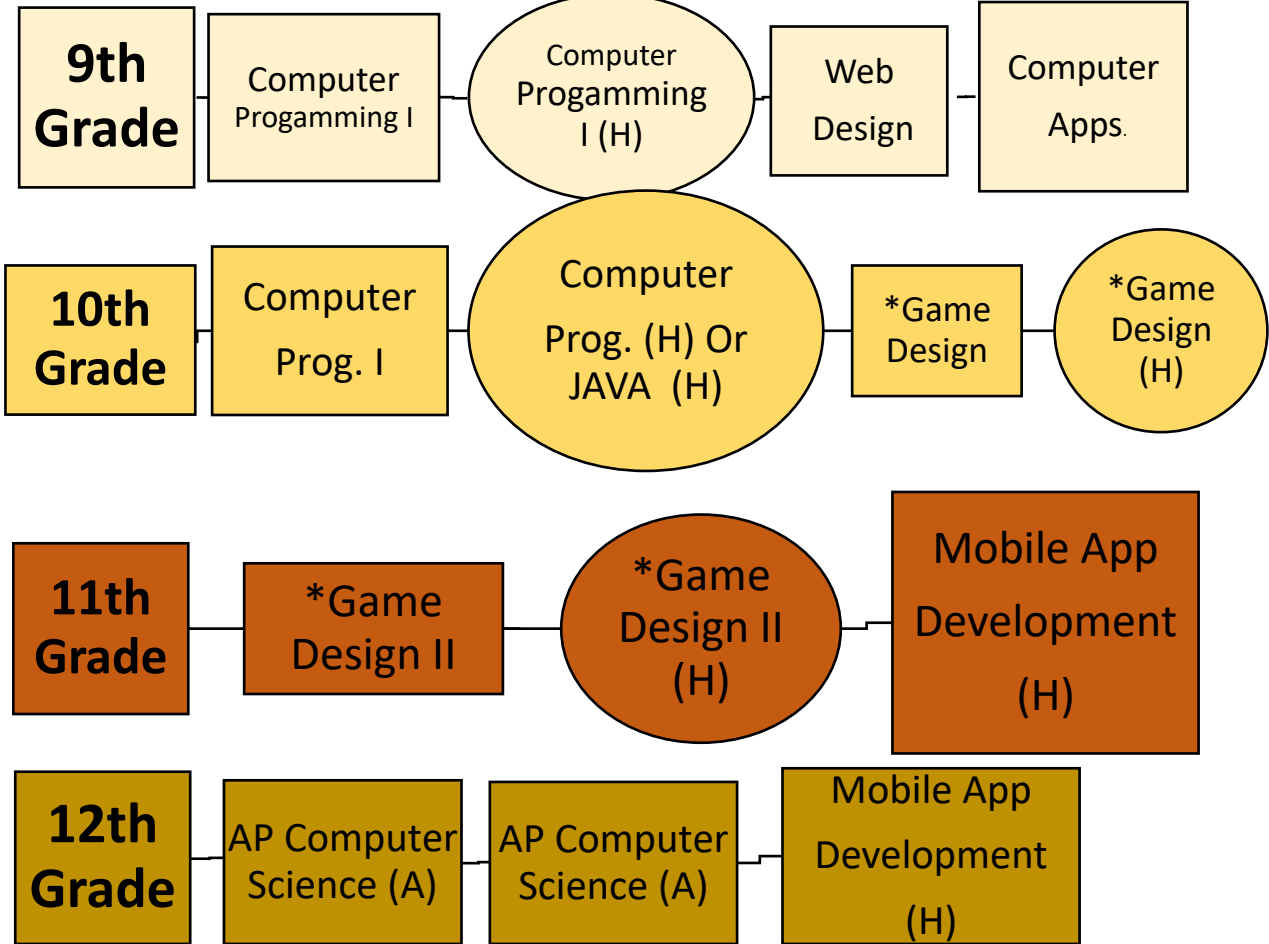 9th
Grade
Computer
Progamming I
Computer
Progamming
I (H)
Web
Design
Computer
Apps.
10th
Grade
Computer
Prog. I
Computer
Prog. (H) Or
JAVA (H)
*Game
Design
*Game
Design
(H)
11th
Grade
*Game
Design II
*Game
Design II
(H)
Mobile App
Development
(H)
12th
Grade
AP Computer
Science (A)
AP Computer
Science (A)
Mobile App
Development
(H)